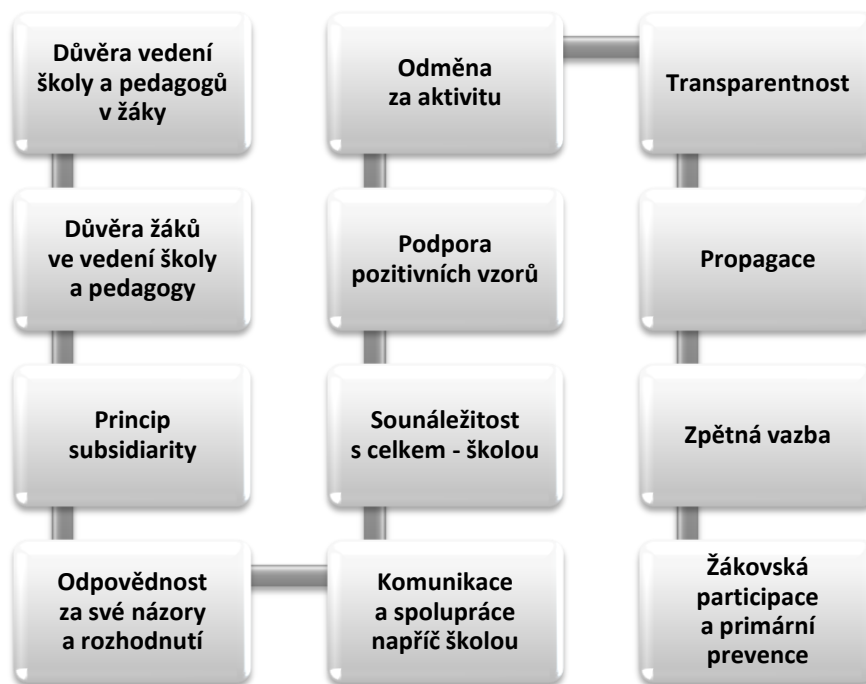 Důvěra vedení
školy a pedagogů
v žáky
Důvěra žáků
ve vedení školy
a pedagogy
Princip
subsidiarity
Odpovědnost
za své názory
a rozhodnutí
Komunikace
a spolupráce
napříč školou
Sounáležitost
s celkem - školou
Podpora
pozitivních vzorů
Odměna
za aktivitu
Transparentnost
Propagace
Zpětná vazba
Žákovská
participace
a primární
prevence